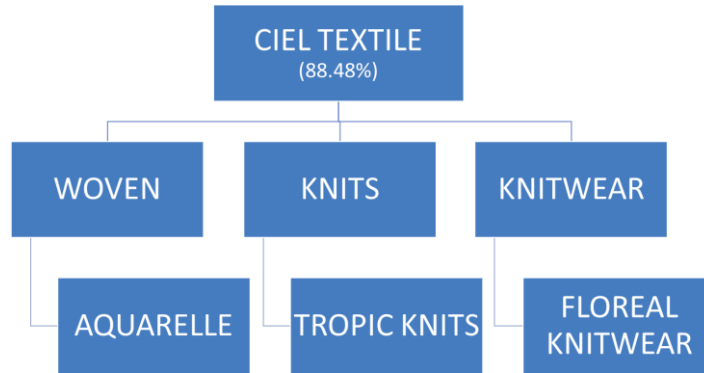 CIEL TEXTILE
(88.48%)
WOVEN
KNITS
KNITWEAR
AQUARELLE
TROPIC KNITS
FLOREAL
KNITWEAR